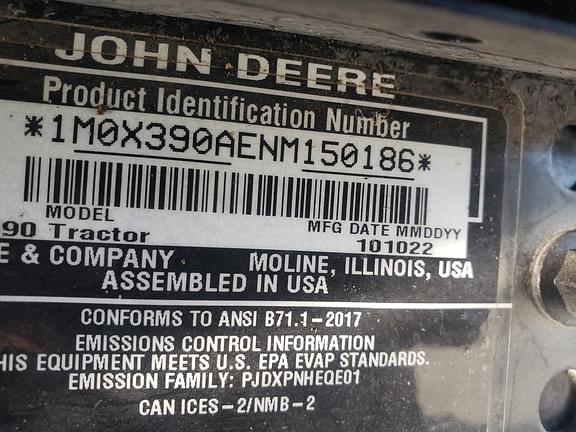 JOHN DEERE
Product Identification Number
*1M0X390AENM150186*
MODEL MFG DATE MMDDYY
90 Tractor 101022
E & COMPANY MOLINE, ILLINOIS, USA
ASSEMBLED IN USA
CONFORMS TO ANSI B71.1-2017
EMISSIONS CONTROL INFORMATION
HIS EQUIPMENT MEETS U.S. EPA EVAP STANDARDS.
EMISSION FAMILY: PJDXPNHEQE01
CAN ICES-2/NMB-2